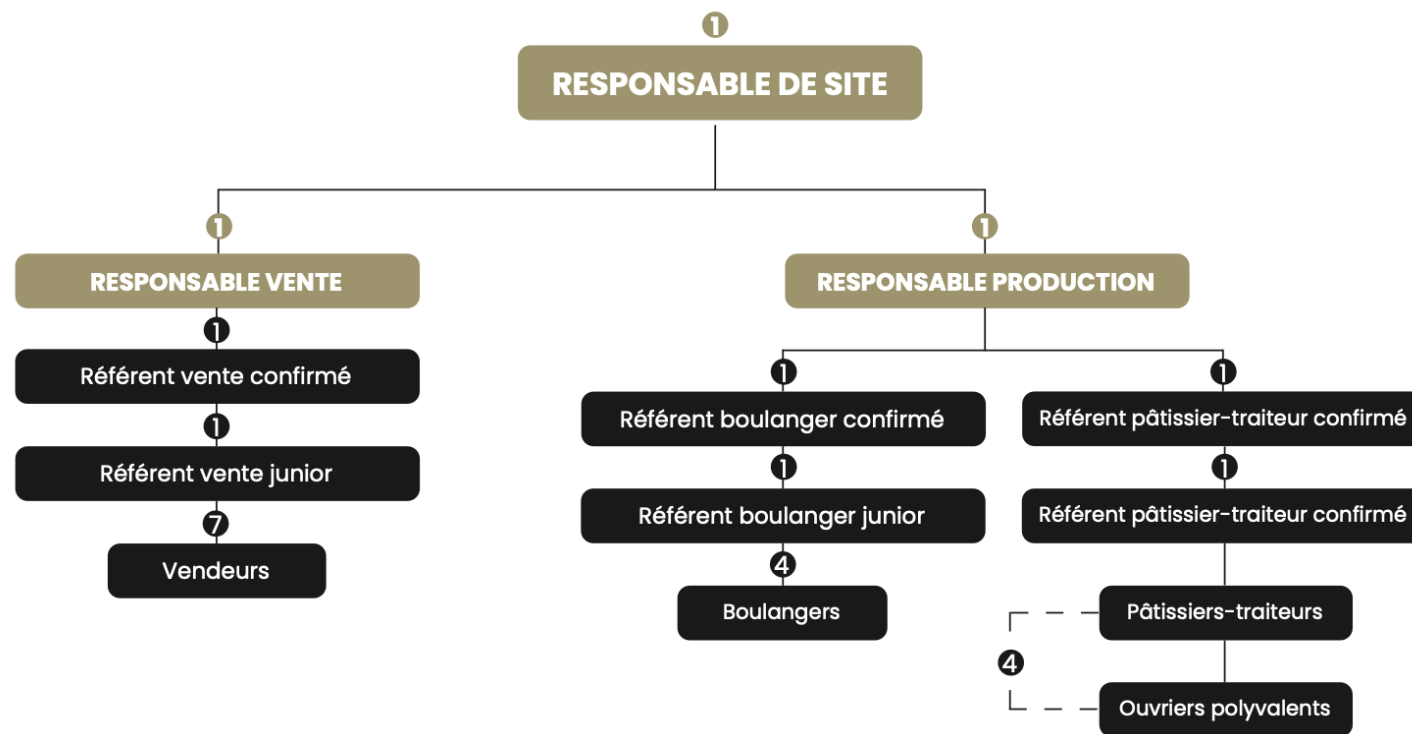 1
RESPONSABLE DE SITE
1
1
RESPONSABLE VENTE
RESPONSABLE PRODUCTION
1
Référent vente confirmé
1
1
Référent boulanger confirmé
Référent pâtissier-traiteur confirmé
1
Référent vente junior
1
1
Référent boulanger junior
Référent pâtissier-traiteur confirmé
7
Vendeurs
4
Boulangers
Pâtissiers-traiteurs
4
Ouvriers polyvalents